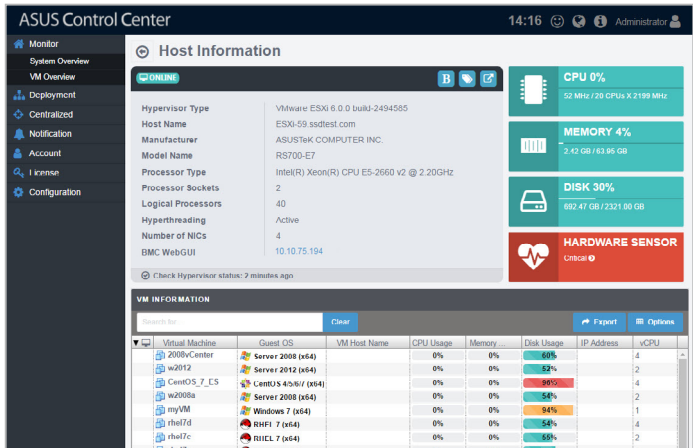 ASUS Control Center
14:16 Administrator
Monitor
System Overview
VM Overview
Deployment
Centralized
Notification
Account
License
Configuration
Host Information
ONLINE
B
Hypervisor Type VMware ESXi 6.0.0 build-2494585
Host Name ESXi-59.ssdtest.com
Manufacturer ASUSTeK COMPUTER INC.
Model Name RS700-E7
Processor Type Intel(R) Xeon(R) CPU E5-2660 v2 @ 2.20GHz
Processor Sockets 2
Logical Processors 40
Hyperthreading Active
Number of NICs 4
BMC WebGUI 10.10.75.194
Check Hypervisor status: 2 minutes ago
CPU 0%
52 MHz / 20 CPUs X 2199 MHz
MEMORY 4%
2.42 GB / 63.95 GB
DISK 30%
692.47 GB / 2321.00 GB
HARDWARE SENSOR
Critical
VM INFORMATION
Search for Clear Export Options
Virtual Machine Guest OS VM Host Name CPU Usage Memory ... Disk Usage IP Address vCPU
2008vCenter Server 2008 (x64) 0% 0% 60% 4
w2012 Server 2012 (x64) 0% 0% 52% 2
CentOS_7_ES CentOS 4/5/6/7 (x64) 0% 0% 96% 4
w2008a Server 2008 (x64) 0% 0% 54% 2
myVM Windows 7 (x64) 0% 0% 94% 1
rhel7d RHEL 7 (x64) 0% 0% 54% 4
rhel7c RHEL 7 (x64) 0% 0% 55% 2